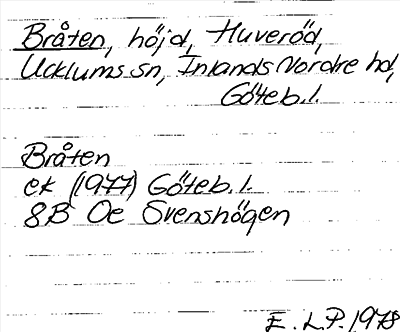 Bråten, höjd, Huveröd,
Ucklums sn, Inlands Nordre hd,
Göteb. l.
Bråten
ek (1977) Göteb. l.
8B Oe Svenshögen
E. L. P. 1978